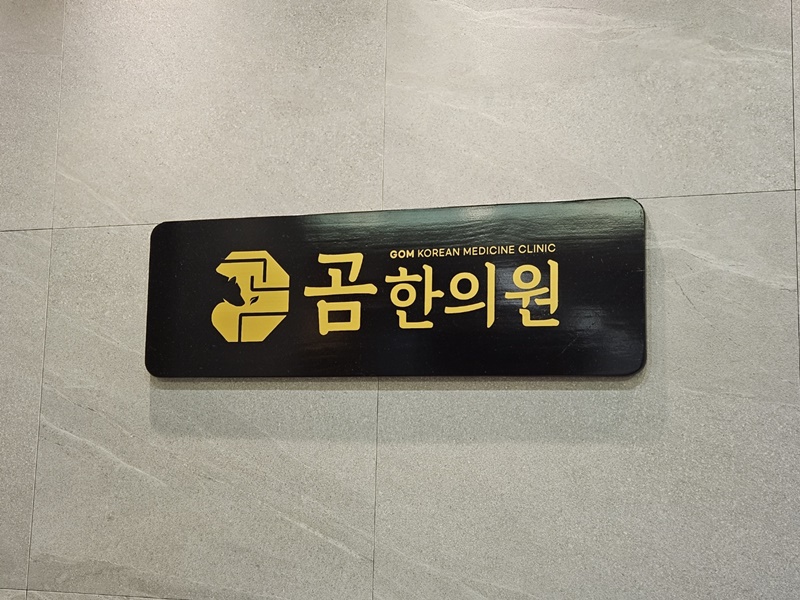 GOM KOREAN MEDICINE CLINIC
곰한의원